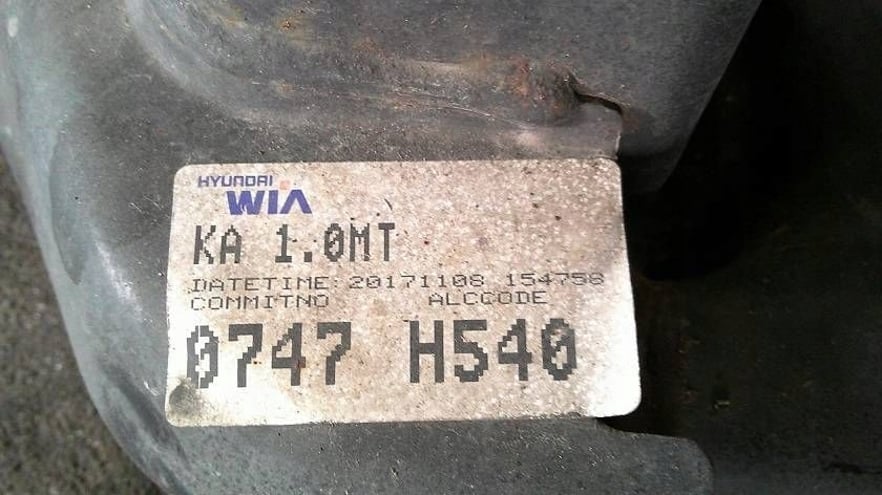 HYUNDAI
WIA
KA 1.0MT
DATETIME: 20171108 154758
COMMITNO ALCCODE
0747 H540